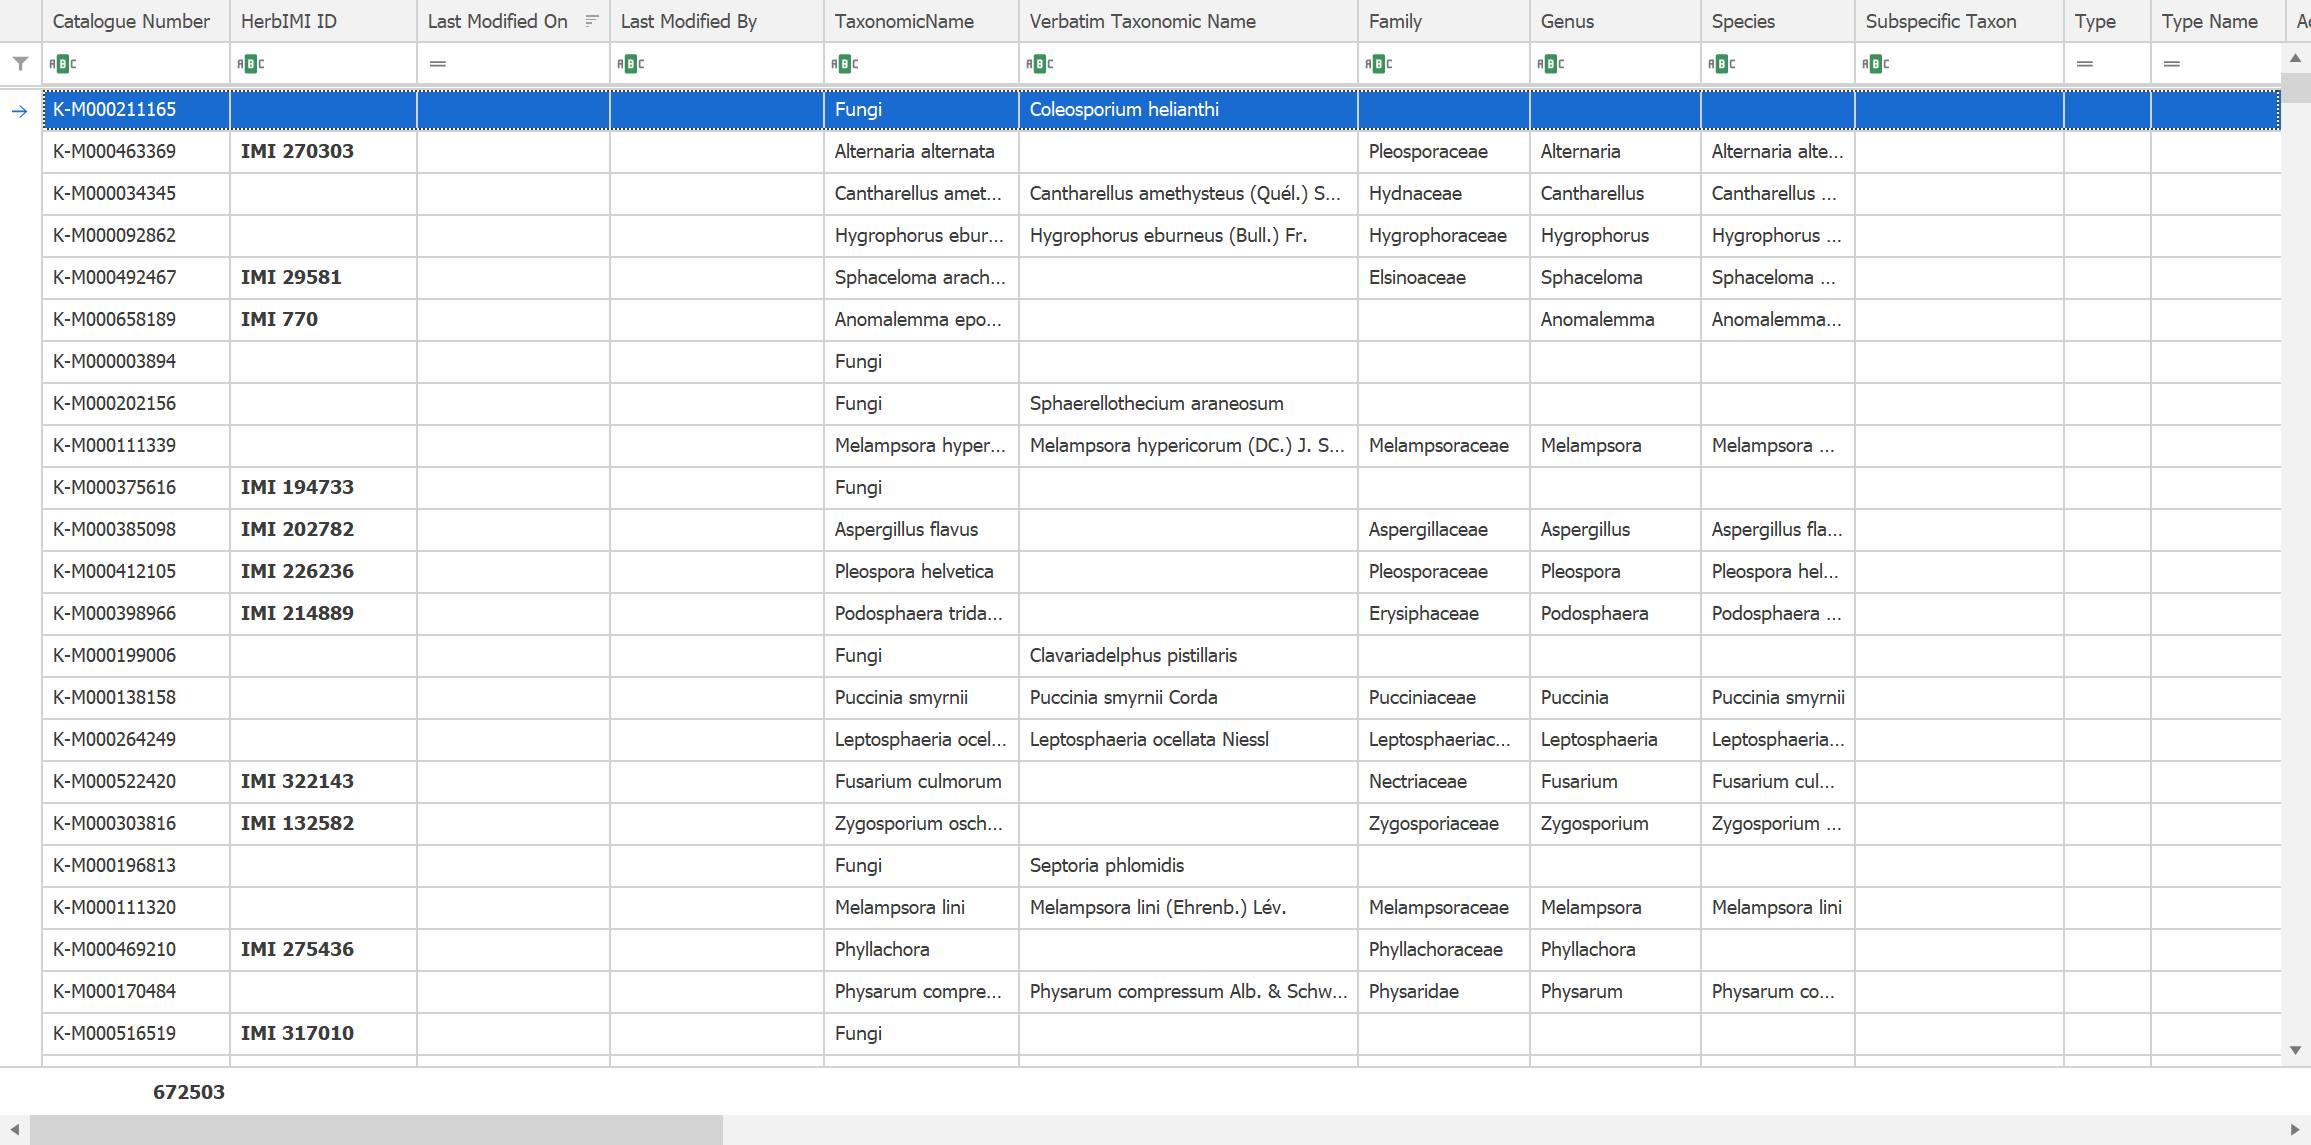 Catalogue Number HerbIMI ID Last Modified On Last Modified By TaxonomicName Verbatim Taxonomic Name Family Genus Species Subspecific Taxon Type Type Name Ac
ABC ABC = ABC ABC ABC ABC ABC ABC ABC = =
K-M000211165 Fungi Coleosporium helianthi
K-M000463369 IMI 270303 Alternaria alternata Pleosporaceae Alternaria Alternaria alte...
K-M000034345 Cantharellus amet... Cantharellus amethysteus (Quél.) S... Hydnaceae Cantharellus Cantharellus ...
K-M000092862 Hygrophorus ebur... Hygrophorus eburneus (Bull.) Fr. Hygrophoraceae Hygrophorus Hygrophorus ...
K-M000492467 IMI 29581 Sphaceloma arach... Elsinoaceae Sphaceloma Sphaceloma ...
K-M000658189 IMI 770 Anomalemma epo... Anomalemma Anomalemma...
K-M000003894 Fungi
K-M000202156 Fungi Sphaerellothecium araneosum
K-M000111339 Melampsora hyper... Melampsora hypericorum (DC.) J. S... Melampsoraceae Melampsora Melampsora ...
K-M000375616 IMI 194733 Fungi
K-M000385098 IMI 202782 Aspergillus flavus Aspergillaceae Aspergillus Aspergillus fla...
K-M000412105 IMI 226236 Pleospora helvetica Pleosporaceae Pleospora Pleospora hel...
K-M000398966 IMI 214889 Podosphaera trida... Erysiphaceae Podosphaera Podosphaera ...
K-M000199006 Fungi Clavariadelphus pistillaris
K-M000138158 Puccinia smyrnii Puccinia smyrnii Corda Pucciniaceae Puccinia Puccinia smyrnii
K-M000264249 Leptosphaeria ocel... Leptosphaeria ocellata Niessl Leptosphaeriac... Leptosphaeria Leptosphaeria...
K-M000522420 IMI 322143 Fusarium culmorum Nectriaceae Fusarium Fusarium cul...
K-M000303816 IMI 132582 Zygosporium osch... Zygosporiaceae Zygosporium Zygosporium ...
K-M000196813 Fungi Septoria phlomidis
K-M000111320 Melampsora lini Melampsora lini (Ehrenb.) Lév. Melampsoraceae Melampsora Melampsora lini
K-M000469210 IMI 275436 Phyllachora Phyllachoraceae Phyllachora
K-M000170484 Physarum compre... Physarum compressum Alb. & Schw... Physaridae Physarum Physarum co...
K-M000516519 IMI 317010 Fungi
672503